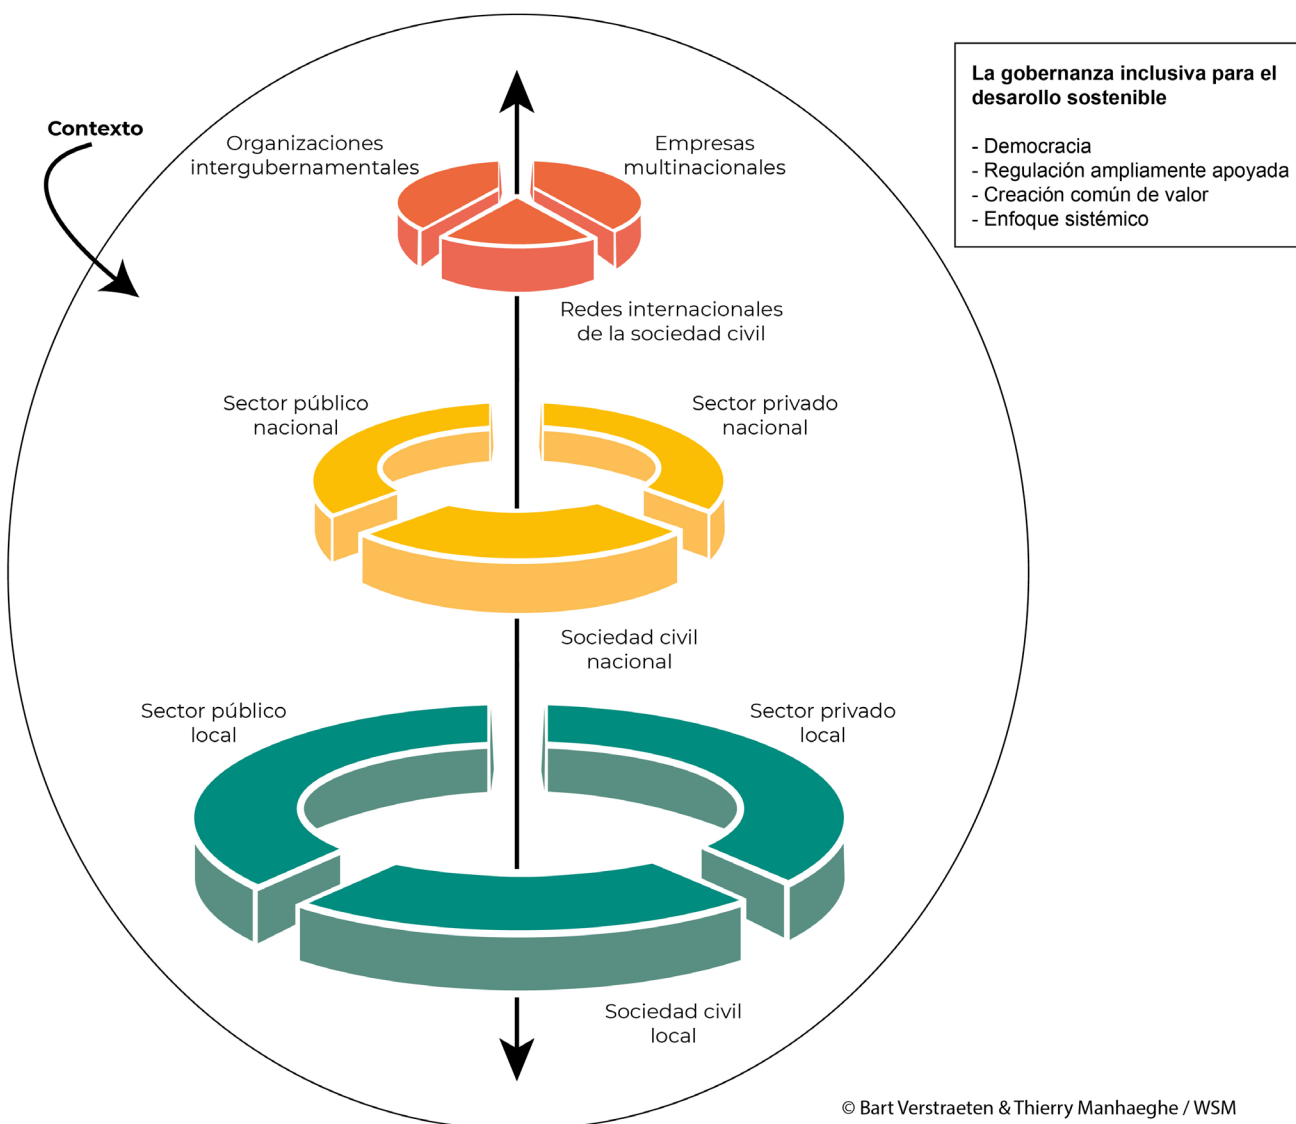 La gobernanza inclusiva para el
desarollo sostenible
- Democracia
- Regulación ampliamente apoyada
- Creación común de valor
- Enfoque sistémico
Contexto
Organizaciones
intergubernamentales
Empresas
multinacionales
Redes internacionales
de la sociedad civil
Sector público
nacional
Sector privado
nacional
Sociedad civil
nacional
Sector público
local
Sector privado
local
Sociedad civil
local
© Bart Verstraeten & Thierry Manhaeghe / WSM